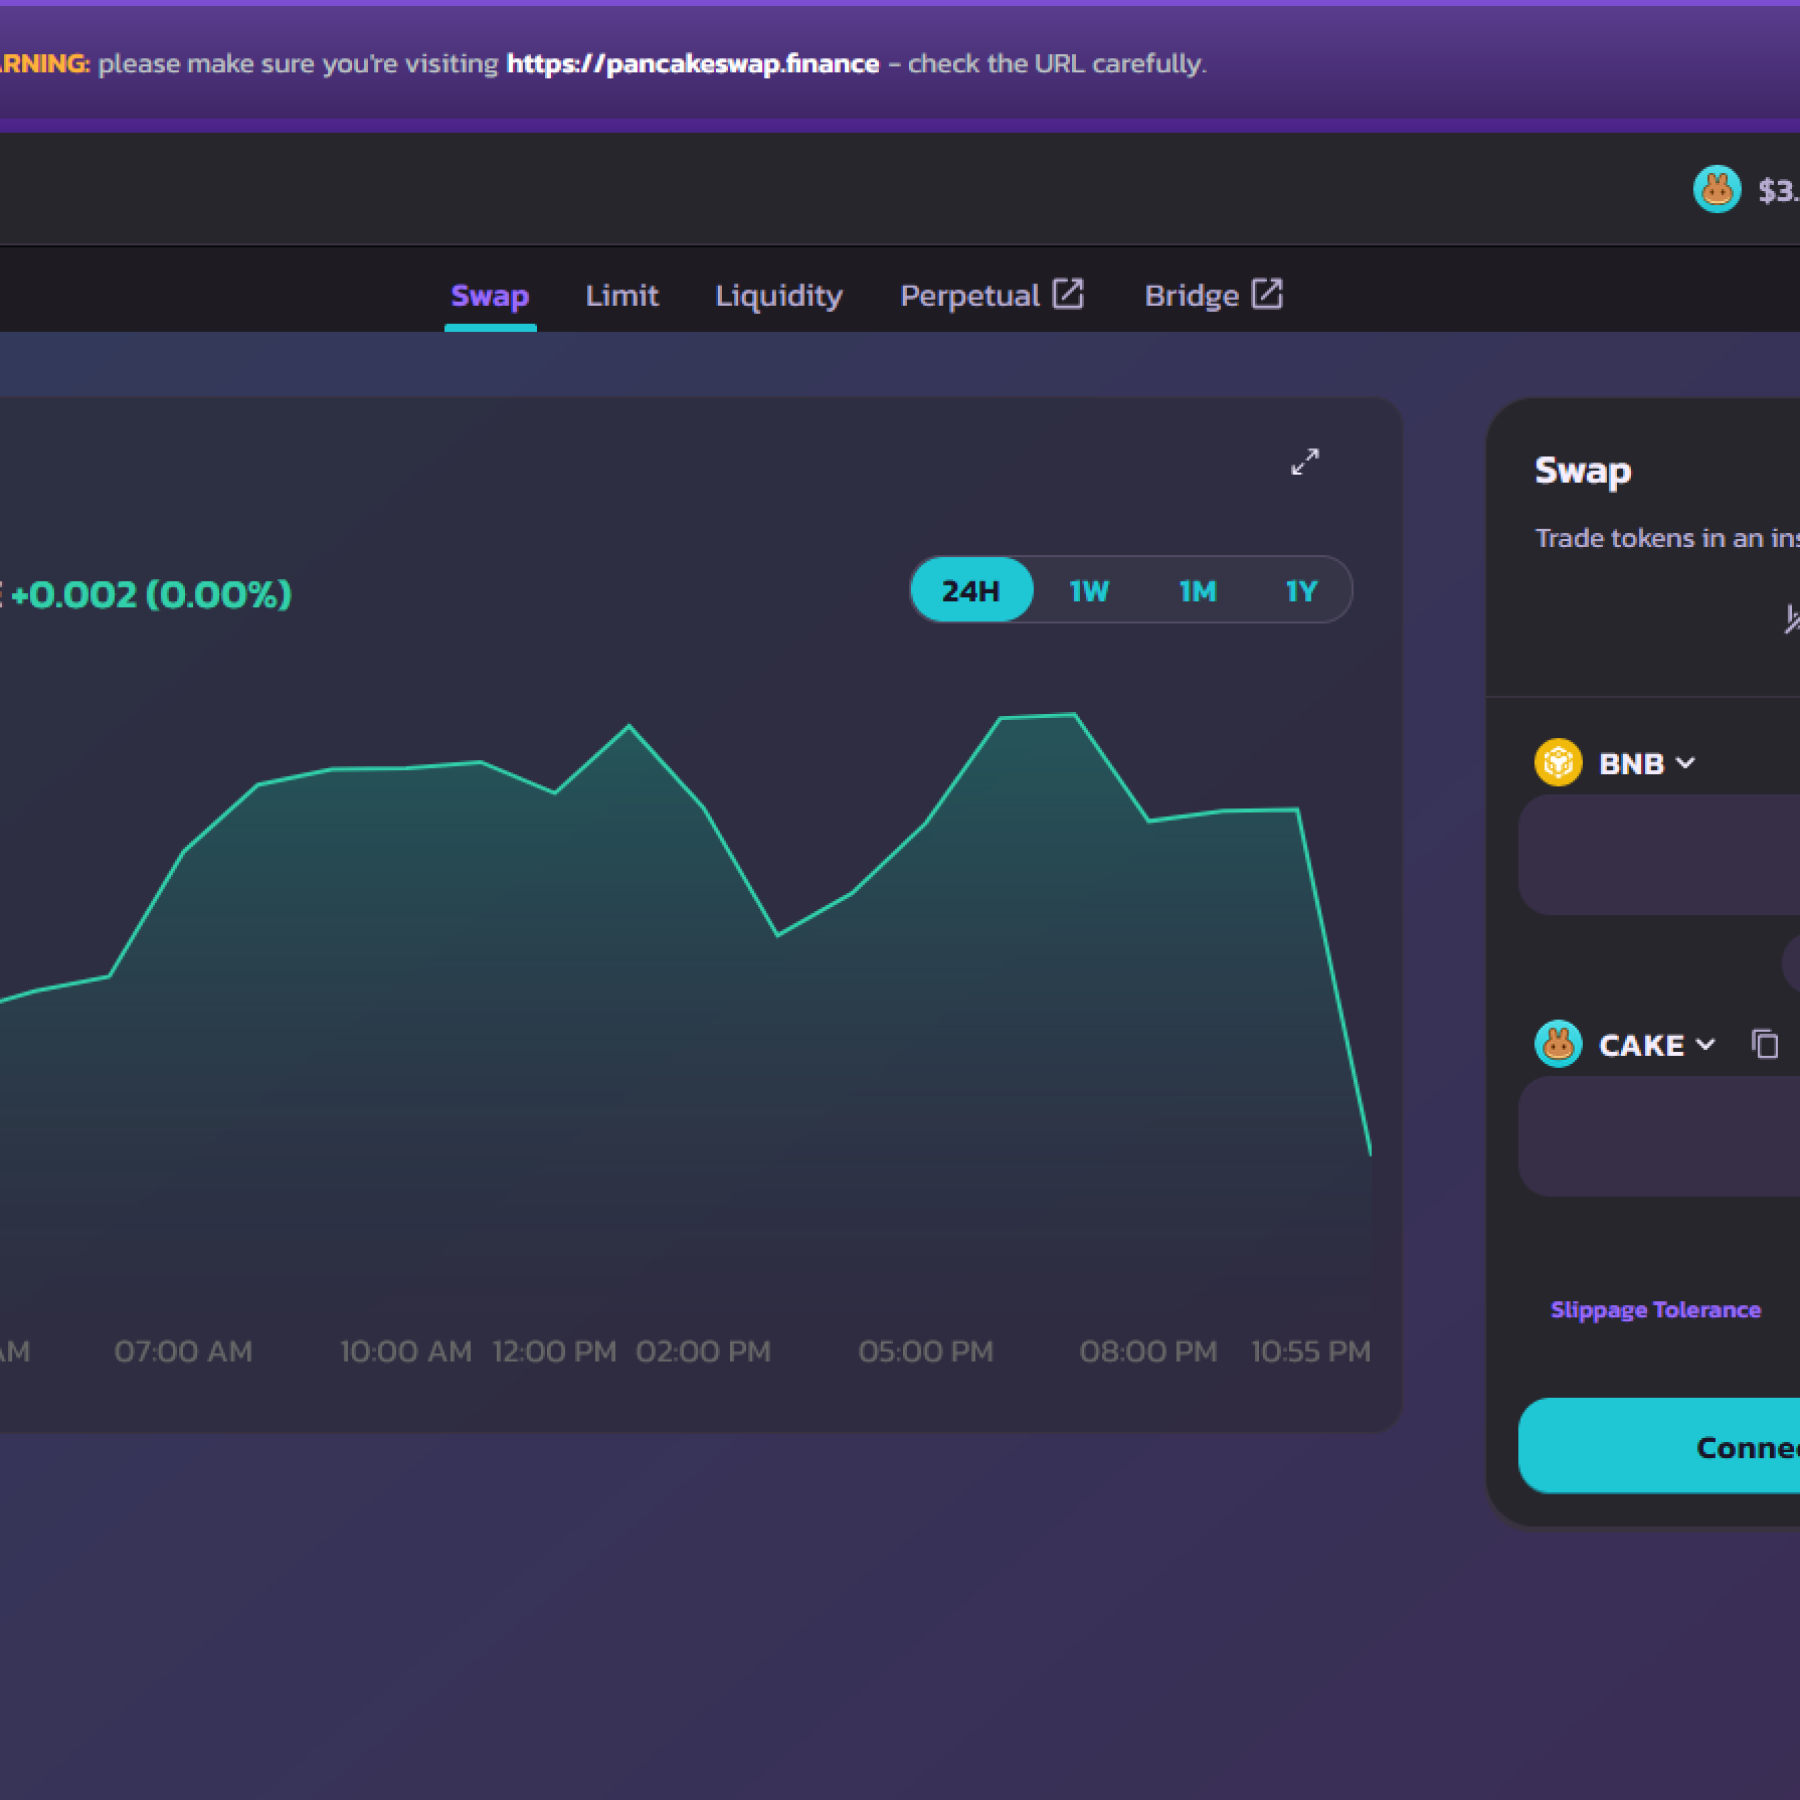 RNING: please make sure you're visiting https://pancakeswap.finance - check the URL carefully.
$3.
Swap Limit Liquidity Perpetual Bridge
Swap
Trade tokens in an ins
+0.002 (0.00%)
24H 1W 1M 1Y
BNB
CAKE
Slippage Tolerance
AM 07:00 AM 10:00 AM 12:00 PM 02:00 PM 05:00 PM 08:00 PM 10:55 PM
Connec